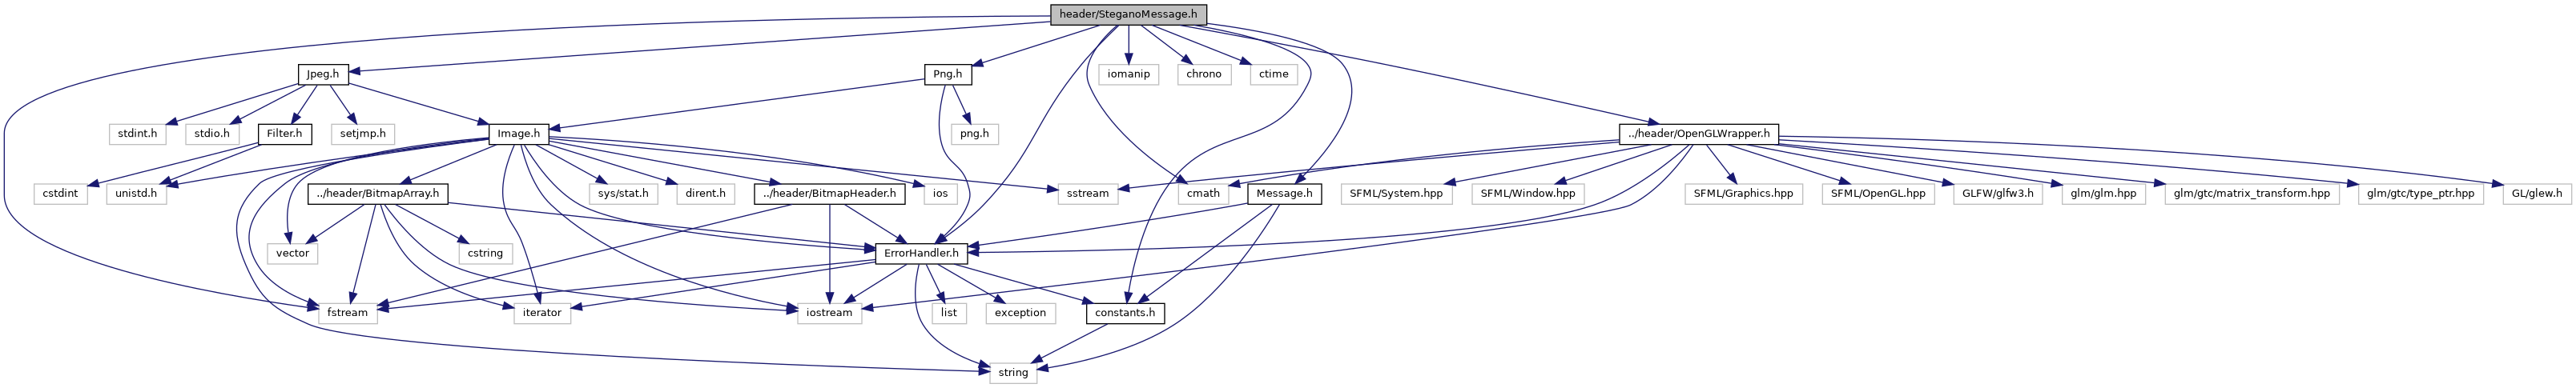 header/SteganoMessage.h
Jpeg.h
Png.h
iomanip
chrono
ctime
stdint.h
stdio.h
Filter.h
setjmp.h
Image.h
png.h
../header/OpenGLWrapper.h
cstdint
unistd.h
../header/BitmapArray.h
sys/stat.h
dirent.h
../header/BitmapHeader.h
ios
sstream
cmath
Message.h
SFML/System.hpp
SFML/Window.hpp
SFML/Graphics.hpp
SFML/OpenGL.hpp
GLFW/glfw3.h
glm/glm.hpp
glm/gtc/matrix_transform.hpp
glm/gtc/type_ptr.hpp
GL/glew.h
vector
cstring
ErrorHandler.h
fstream
iterator
iostream
list
exception
constants.h
string